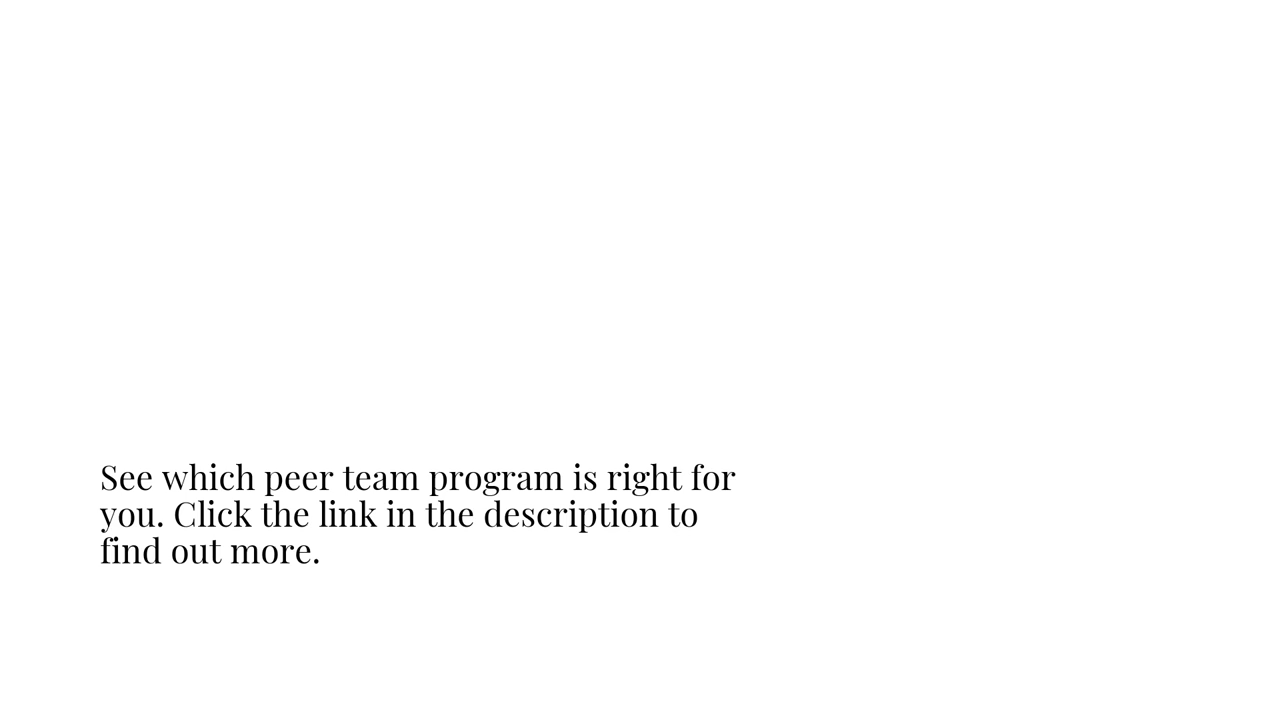 See which peer team program is right for
you. Click the link in the description to
find out more.